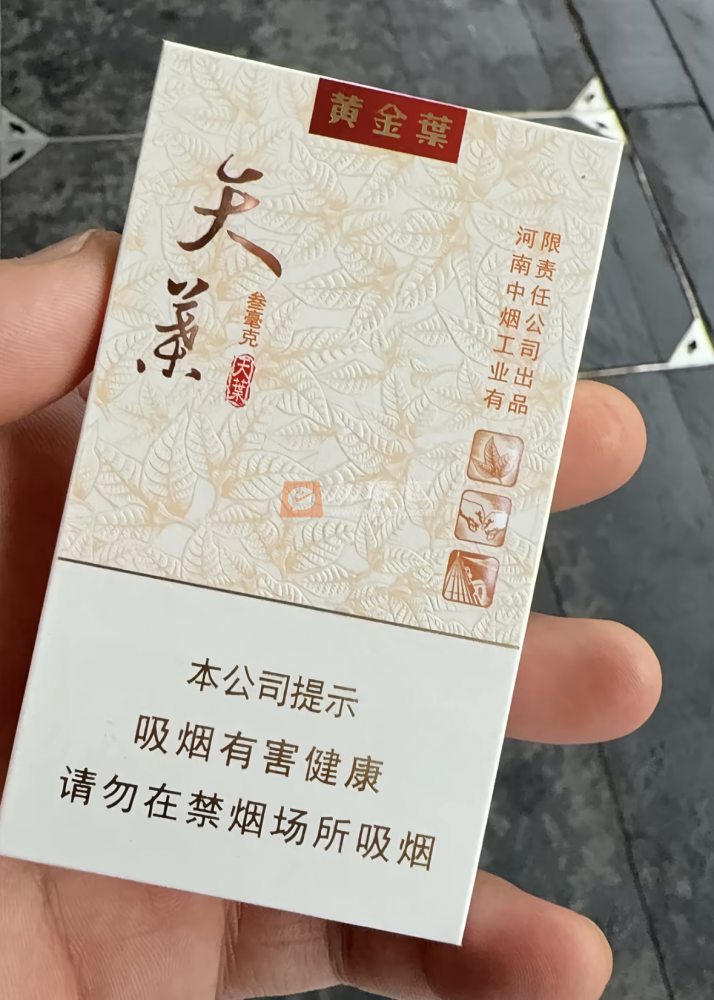 黄金葉
天葉
叁毫克
天葉
河南中烟工业有
限责任公司出品
本公司提示
吸烟有害健康
请勿在禁烟场所吸烟